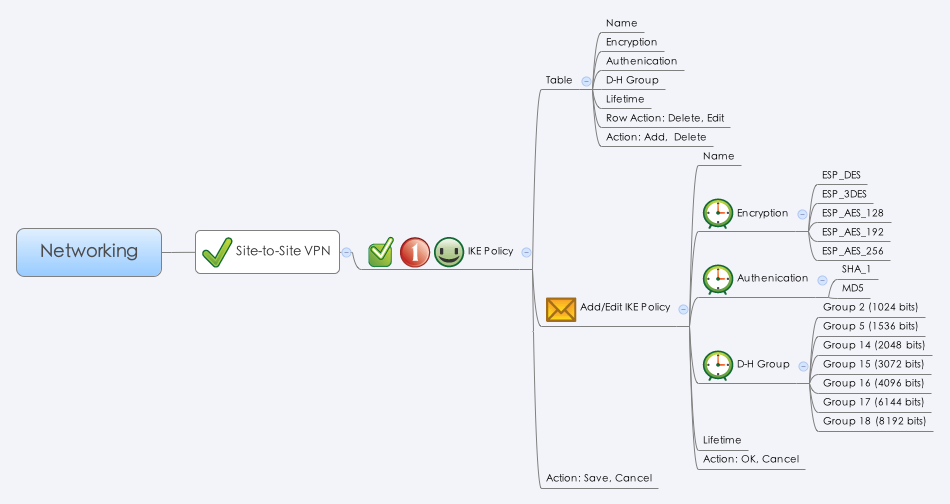 Networking
Site-to-Site VPN
1
IKE Policy
Table
Name
Encryption
Authenication
D-H Group
Lifetime
Row Action: Delete, Edit
Action: Add, Delete
Add/Edit IKE Policy
Name
Encryption
ESP_DES
ESP_3DES
ESP_AES_128
ESP_AES_192
ESP_AES_256
Authenication
SHA_1
MD5
D-H Group
Group 2 (1024 bits)
Group 5 (1536 bits)
Group 14 (2048 bits)
Group 15 (3072 bits)
Group 16 (4096 bits)
Group 17 (6144 bits)
Group 18 (8192 bits)
Lifetime
Action: OK, Cancel
Action: Save, Cancel